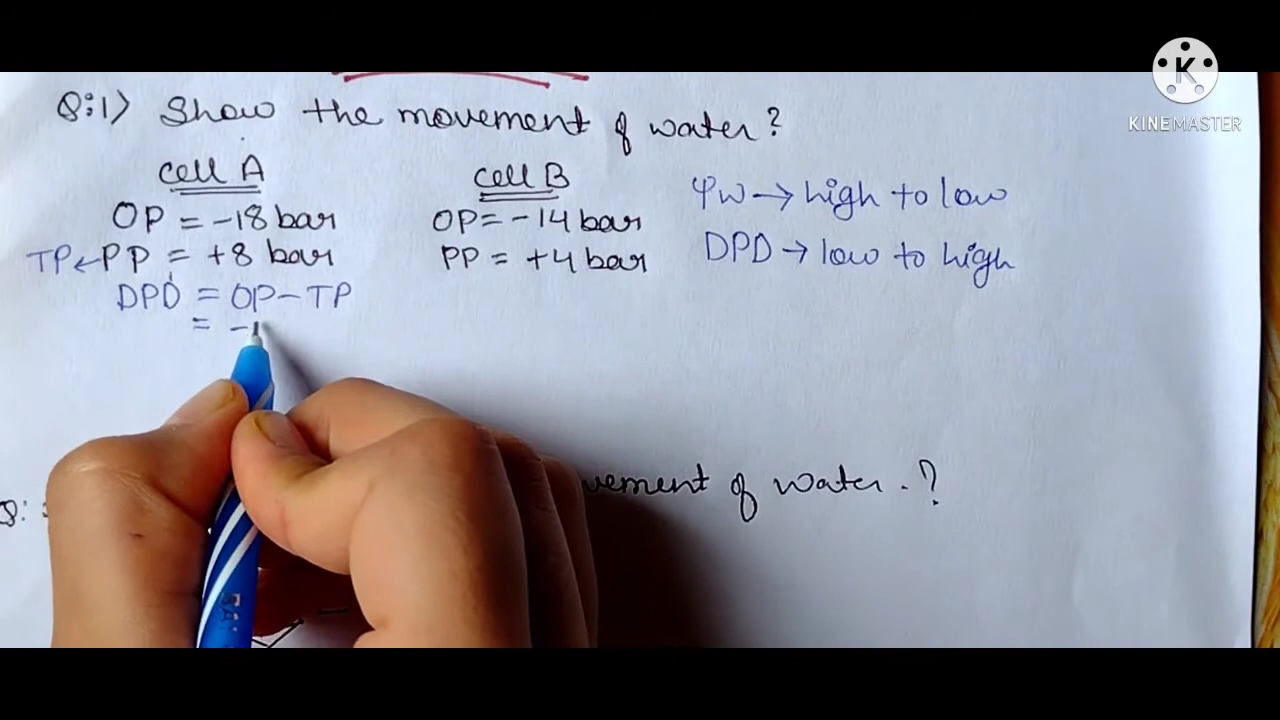 Q:1) Show the movement of water?
cell A
OP = -18 bar
TP ← PP = +8 bar
DPD = OP - TP
= -1
cell B
OP = -14 bar
PP = +4 bar
Ψw → high to low
DPD → low to high
Q:
vement of water.?
KINEMASTER